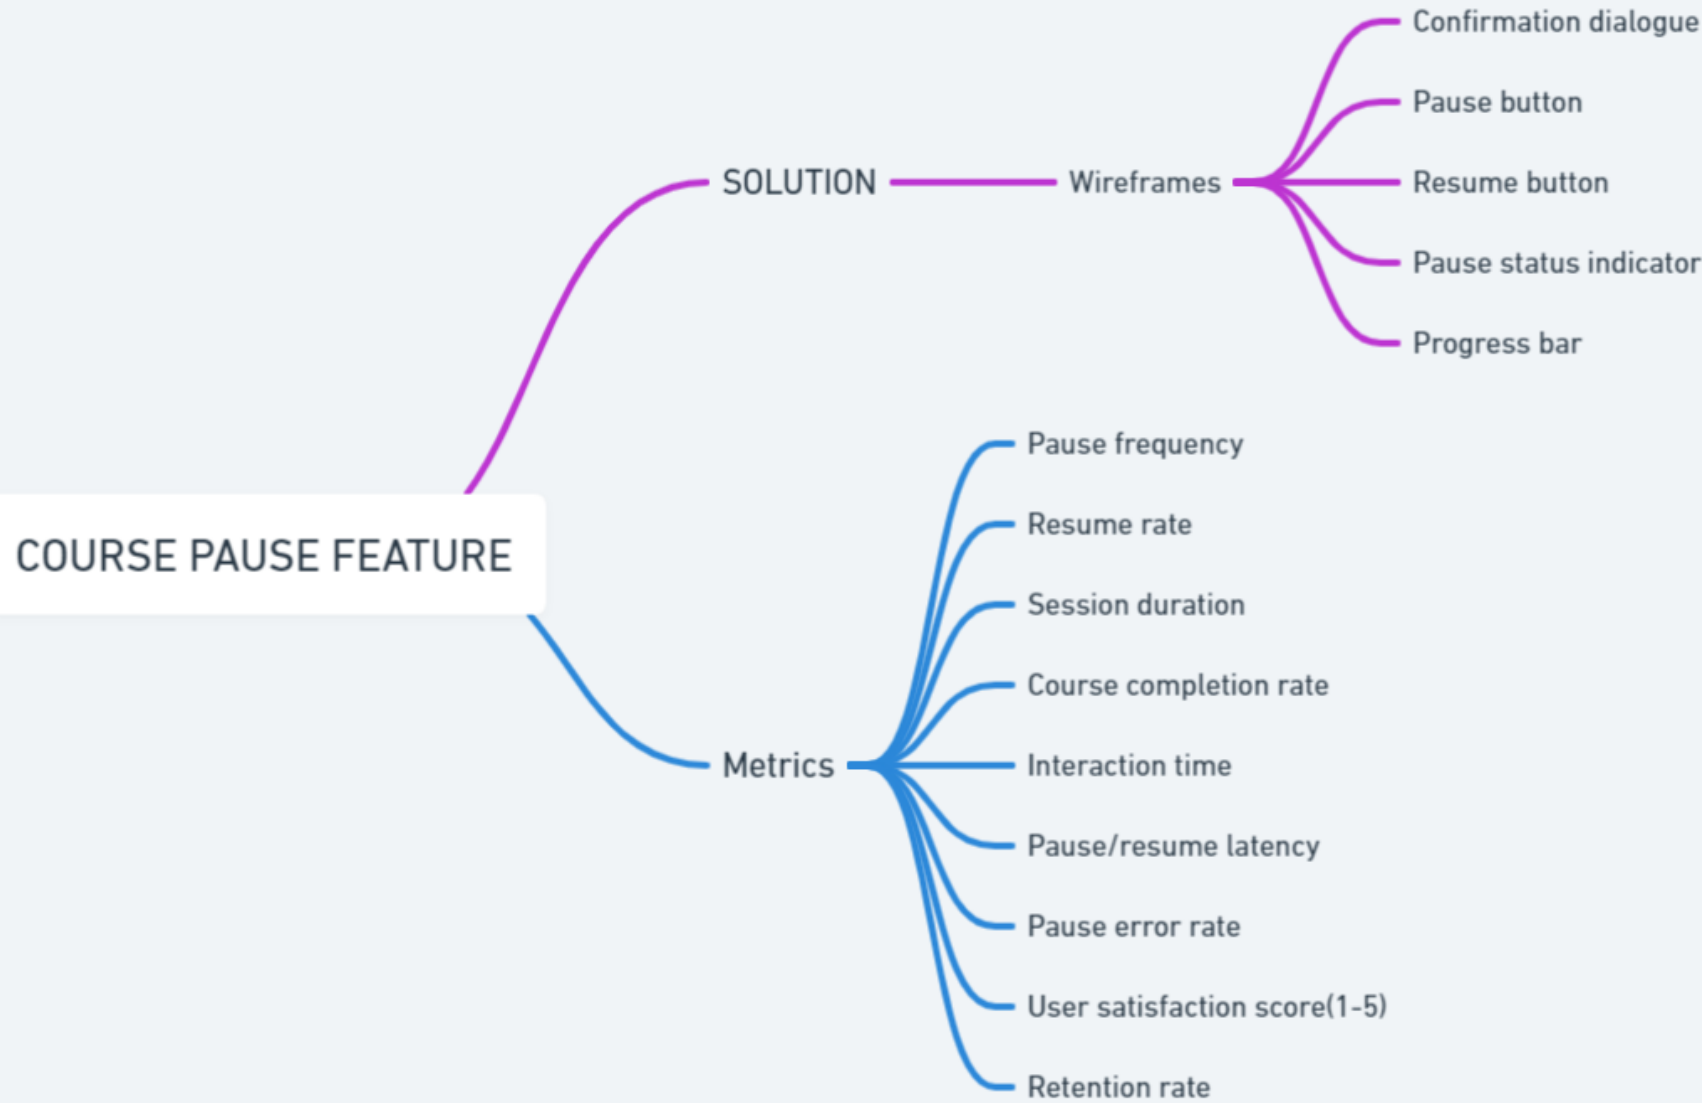 COURSE PAUSE FEATURE
SOLUTION
Wireframes
Confirmation dialogue
Pause button
Resume button
Pause status indicator
Progress bar
Metrics
Pause frequency
Resume rate
Session duration
Course completion rate
Interaction time
Pause/resume latency
Pause error rate
User satisfaction score(1-5)
Retention rate